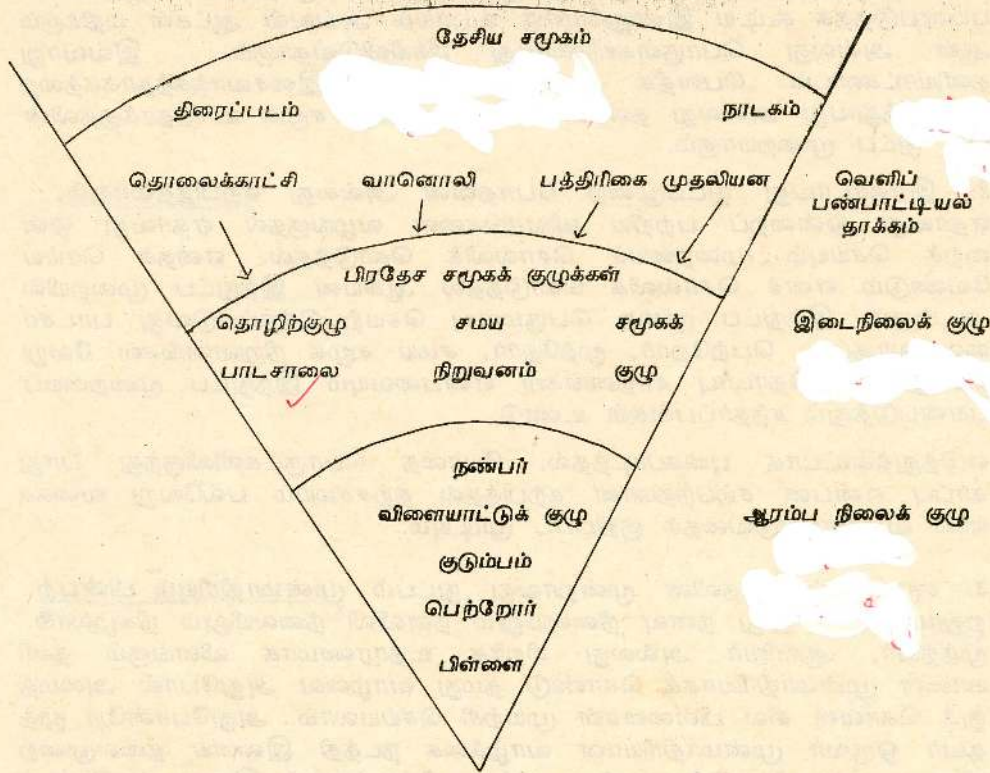 தேசிய சமூகம்
திரைப்படம் நாடகம்
தொலைக்காட்சி வானொலி பத்திரிகை முதலியன வெளிப்
பண்பாட்டியல்
தாக்கம்
பிரதேச சமூகக் குழுக்கள்
தொழிற்குழு சமய சமூகக் இடைநிலைக் குழு
பாடசாலை நிறுவனம் குழு
நண்பர்
விளையாட்டுக் குழு ஆரம்ப நிலைக் குழு
குடும்பம்
பெற்றோர்
பிள்ளை